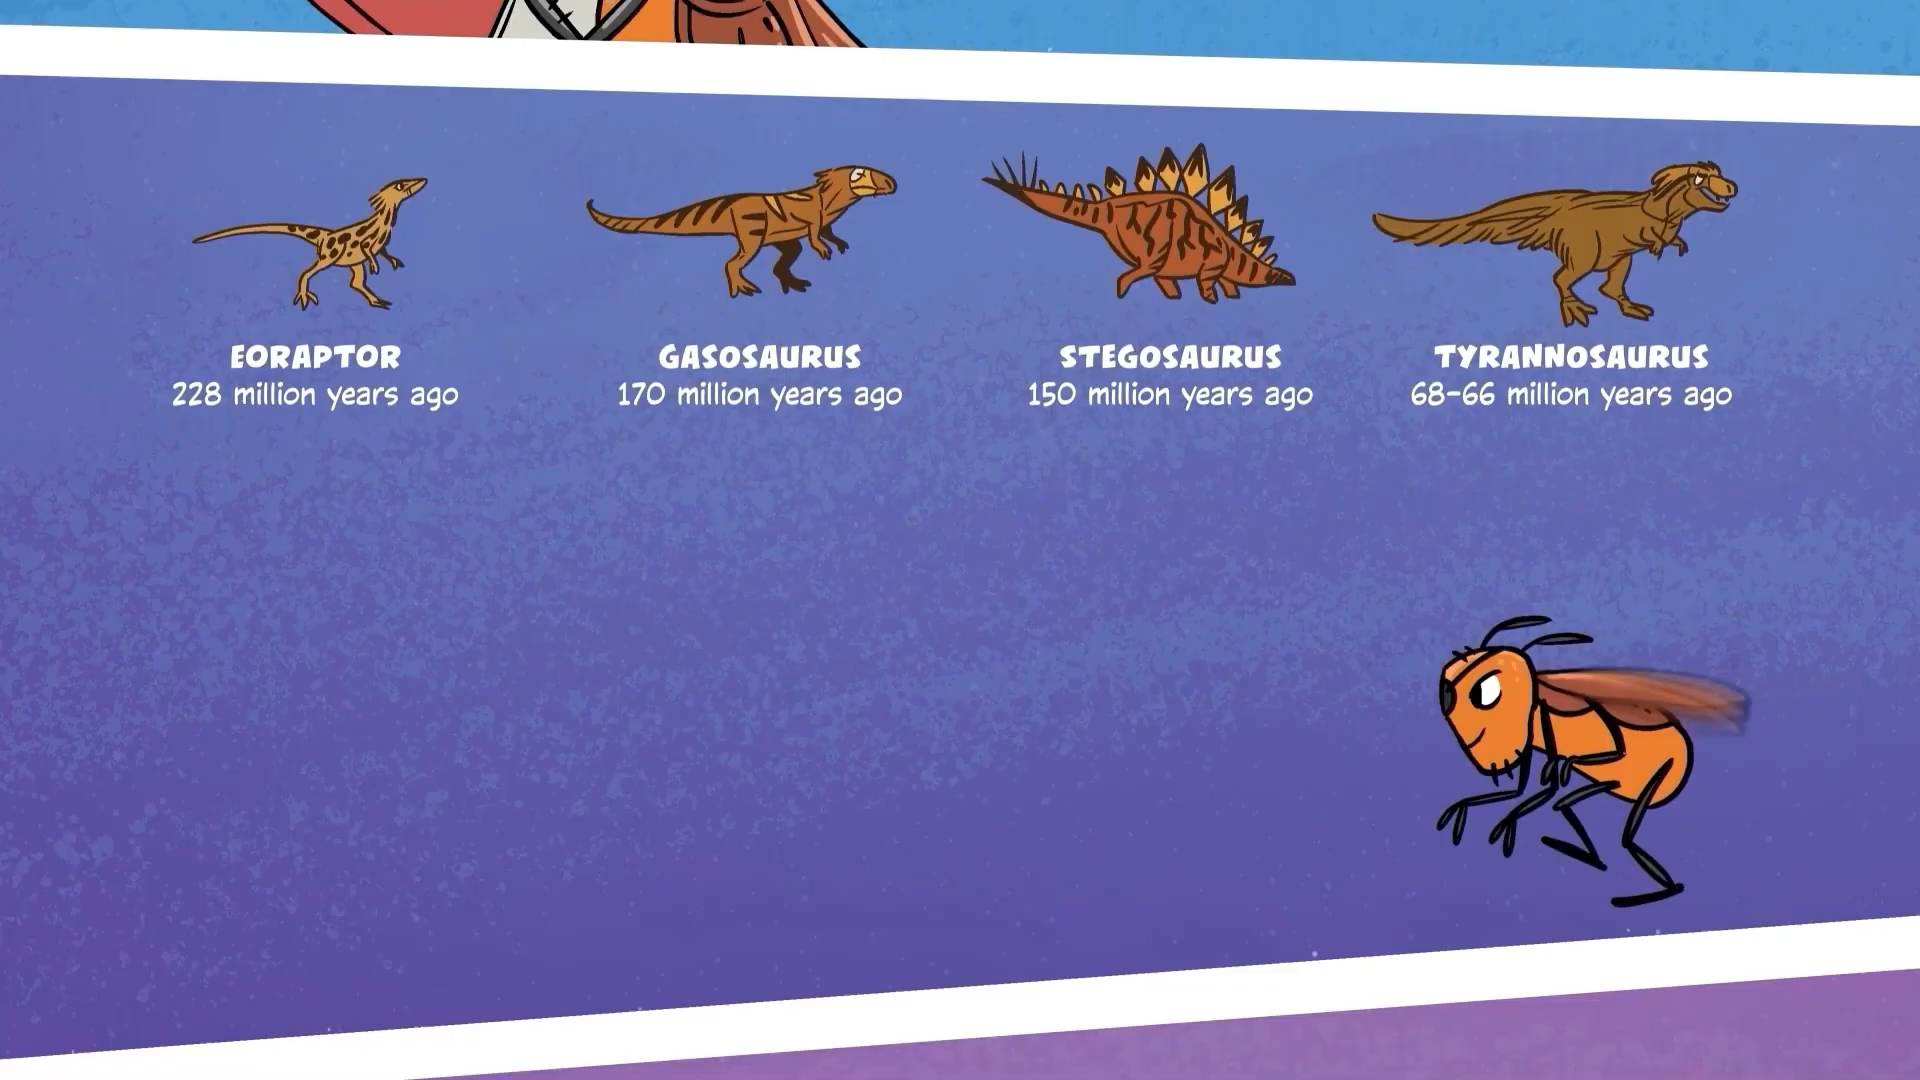 EORAPTOR
228 million years ago
GASOSAURUS
170 million years ago
STEGOSAURUS
150 million years ago
TYRANNOSAURUS
68-66 million years ago